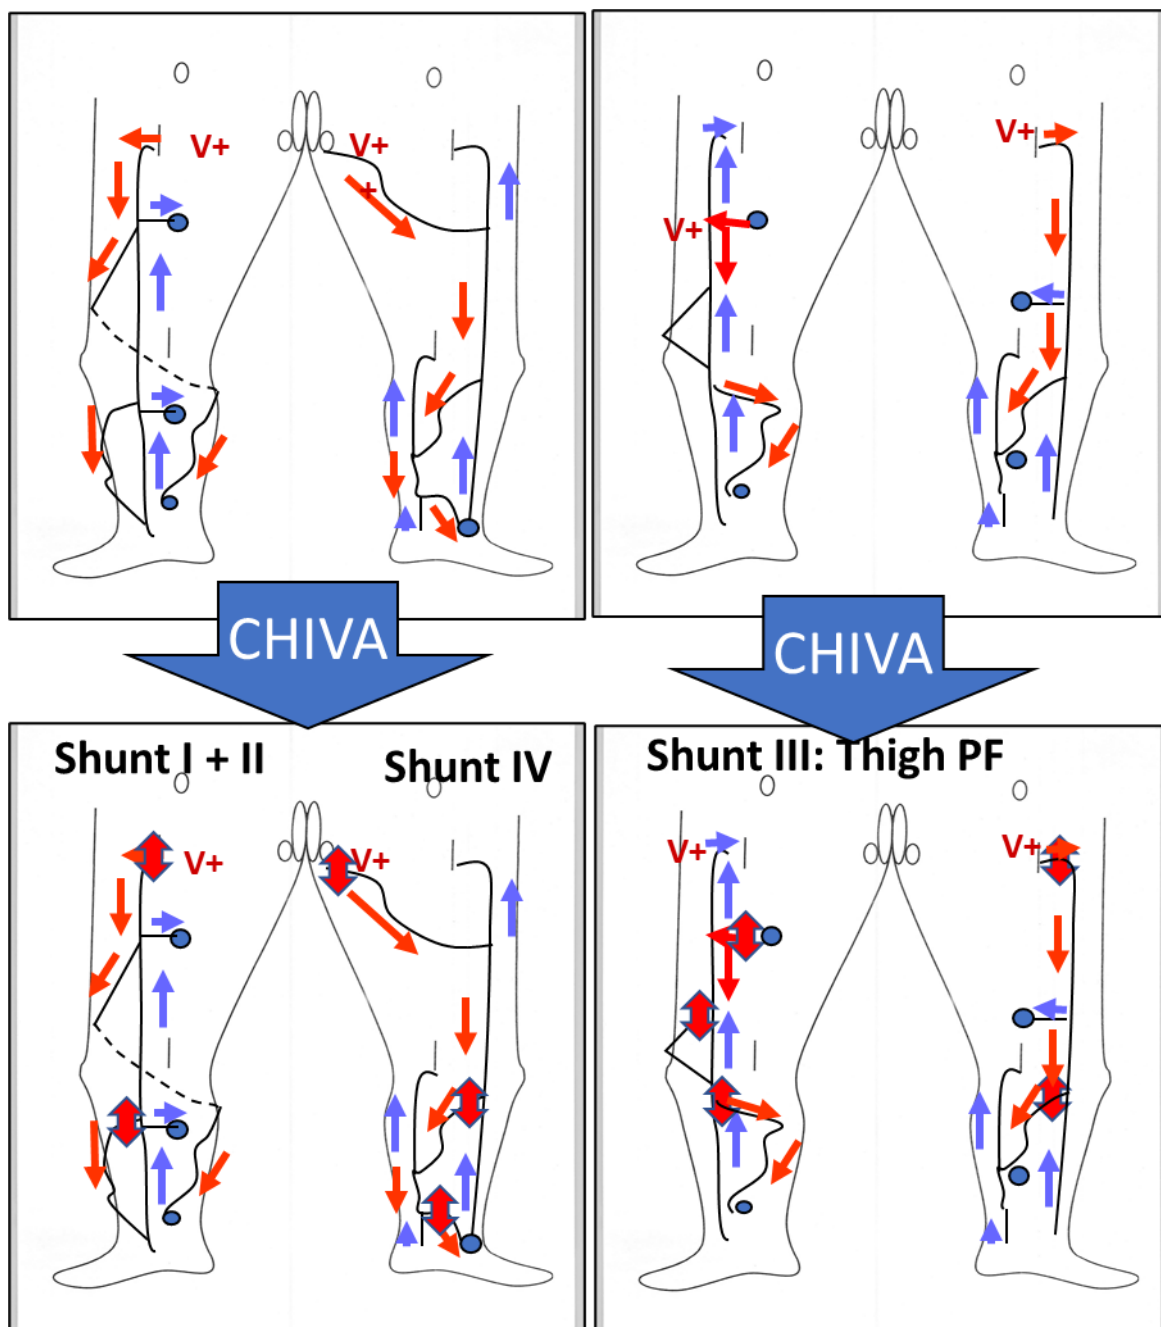 V+
V+
+
V+
V+
CHIVA
CHIVA
Shunt I + II
Shunt IV
Shunt III: Thigh PF
V+
V+
V+
V+